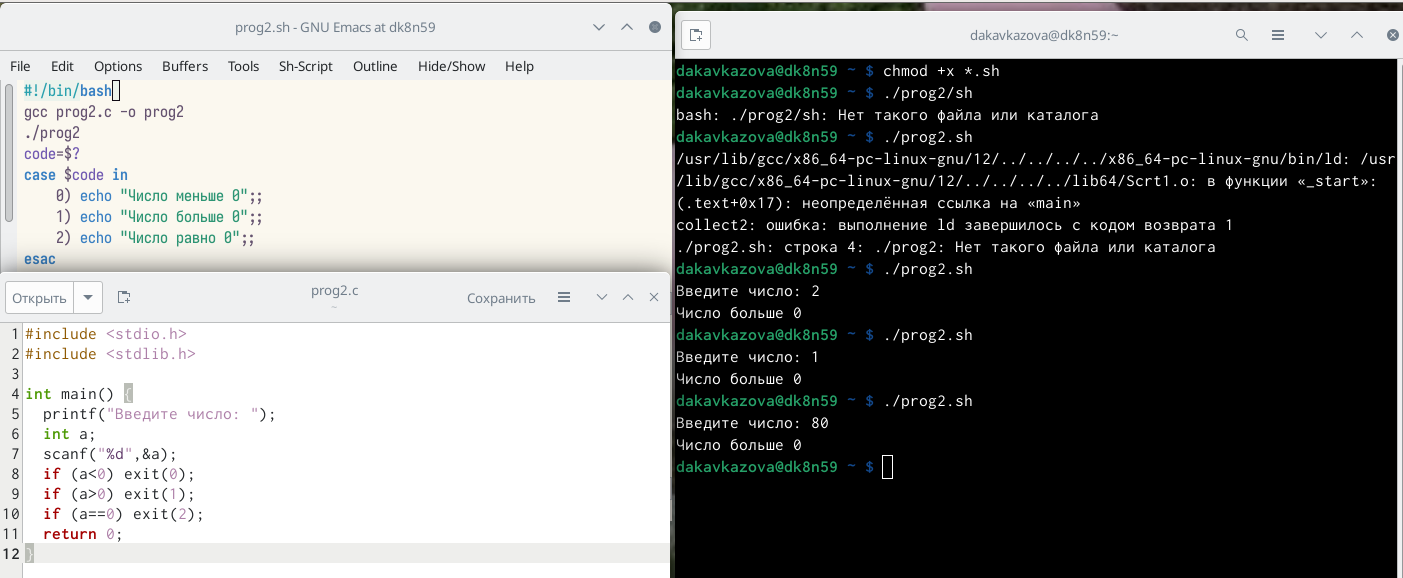 prog2.sh - GNU Emacs at dk8n59
File Edit Options Buffers Tools Sh-Script Outline Hide/Show Help
#!/bin/bash
gcc prog2.c -o prog2
./prog2
code=$?
case $code in
    0) echo "Число меньше 0";;
    1) echo "Число больше 0";;
    2) echo "Число равно 0";;
esac
Открыть
prog2.c
~
Сохранить
1 #include <stdio.h>
2 #include <stdlib.h>
3
4 int main() {
5   printf("Введите число: ");
6   int a;
7   scanf("%d",&a);
8   if (a<0) exit(0);
9   if (a>0) exit(1);
10   if (a==0) exit(2);
11   return 0;
12 }
dakavkazova@dk8n59:~
dakavkazova@dk8n59 ~ $ chmod +x *.sh
dakavkazova@dk8n59 ~ $ ./prog2/sh
bash: ./prog2/sh: Нет такого файла или каталога
dakavkazova@dk8n59 ~ $ ./prog2.sh
/usr/lib/gcc/x86_64-pc-linux-gnu/12/../../../../x86_64-pc-linux-gnu/bin/ld: /usr
/lib/gcc/x86_64-pc-linux-gnu/12/../../../../lib64/Scrt1.o: в функции «_start»:
(.text+0x17): неопределённая ссылка на «main»
collect2: ошибка: выполнение ld завершилось с кодом возврата 1
./prog2.sh: строка 4: ./prog2: Нет такого файла или каталога
dakavkazova@dk8n59 ~ $ ./prog2.sh
Введите число: 2
Число больше 0
dakavkazova@dk8n59 ~ $ ./prog2.sh
Введите число: 1
Число больше 0
dakavkazova@dk8n59 ~ $ ./prog2.sh
Введите число: 80
Число больше 0
dakavkazova@dk8n59 ~ $